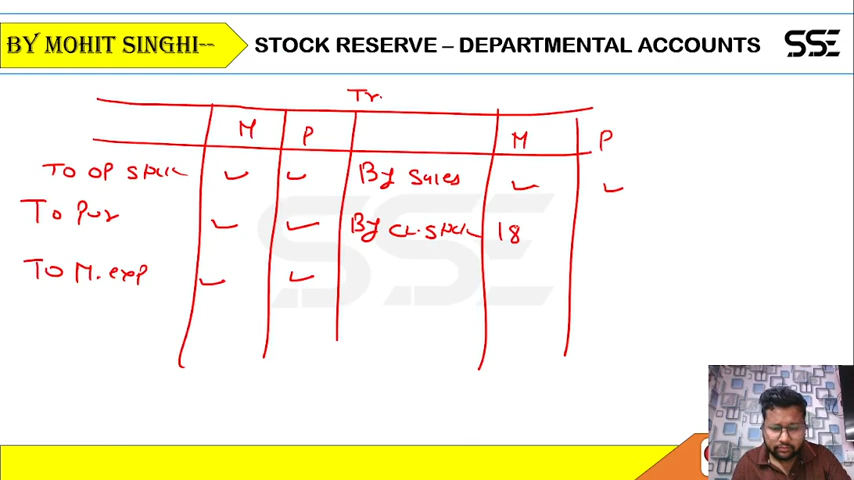 BY MOHIT SINGHI--
STOCK RESERVE – DEPARTMENTAL ACCOUNTS
SSE
Tr.
M P M P
To OP Stock By Sales
To Pur By CL. Stock 18
To M. exp